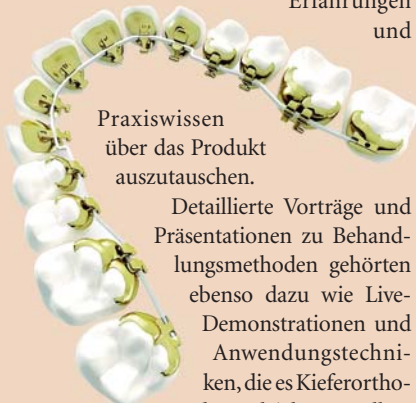 Erfahrungen
und
Praxiswissen
über das Produkt
auszutauschen.
Detaillierte Vorträge und
Präsentationen zu Behand-
lungsmethoden gehörten
ebenso dazu wie Live-
Demonstrationen und
Anwendungstechni-
ken, die es Kieferortho-